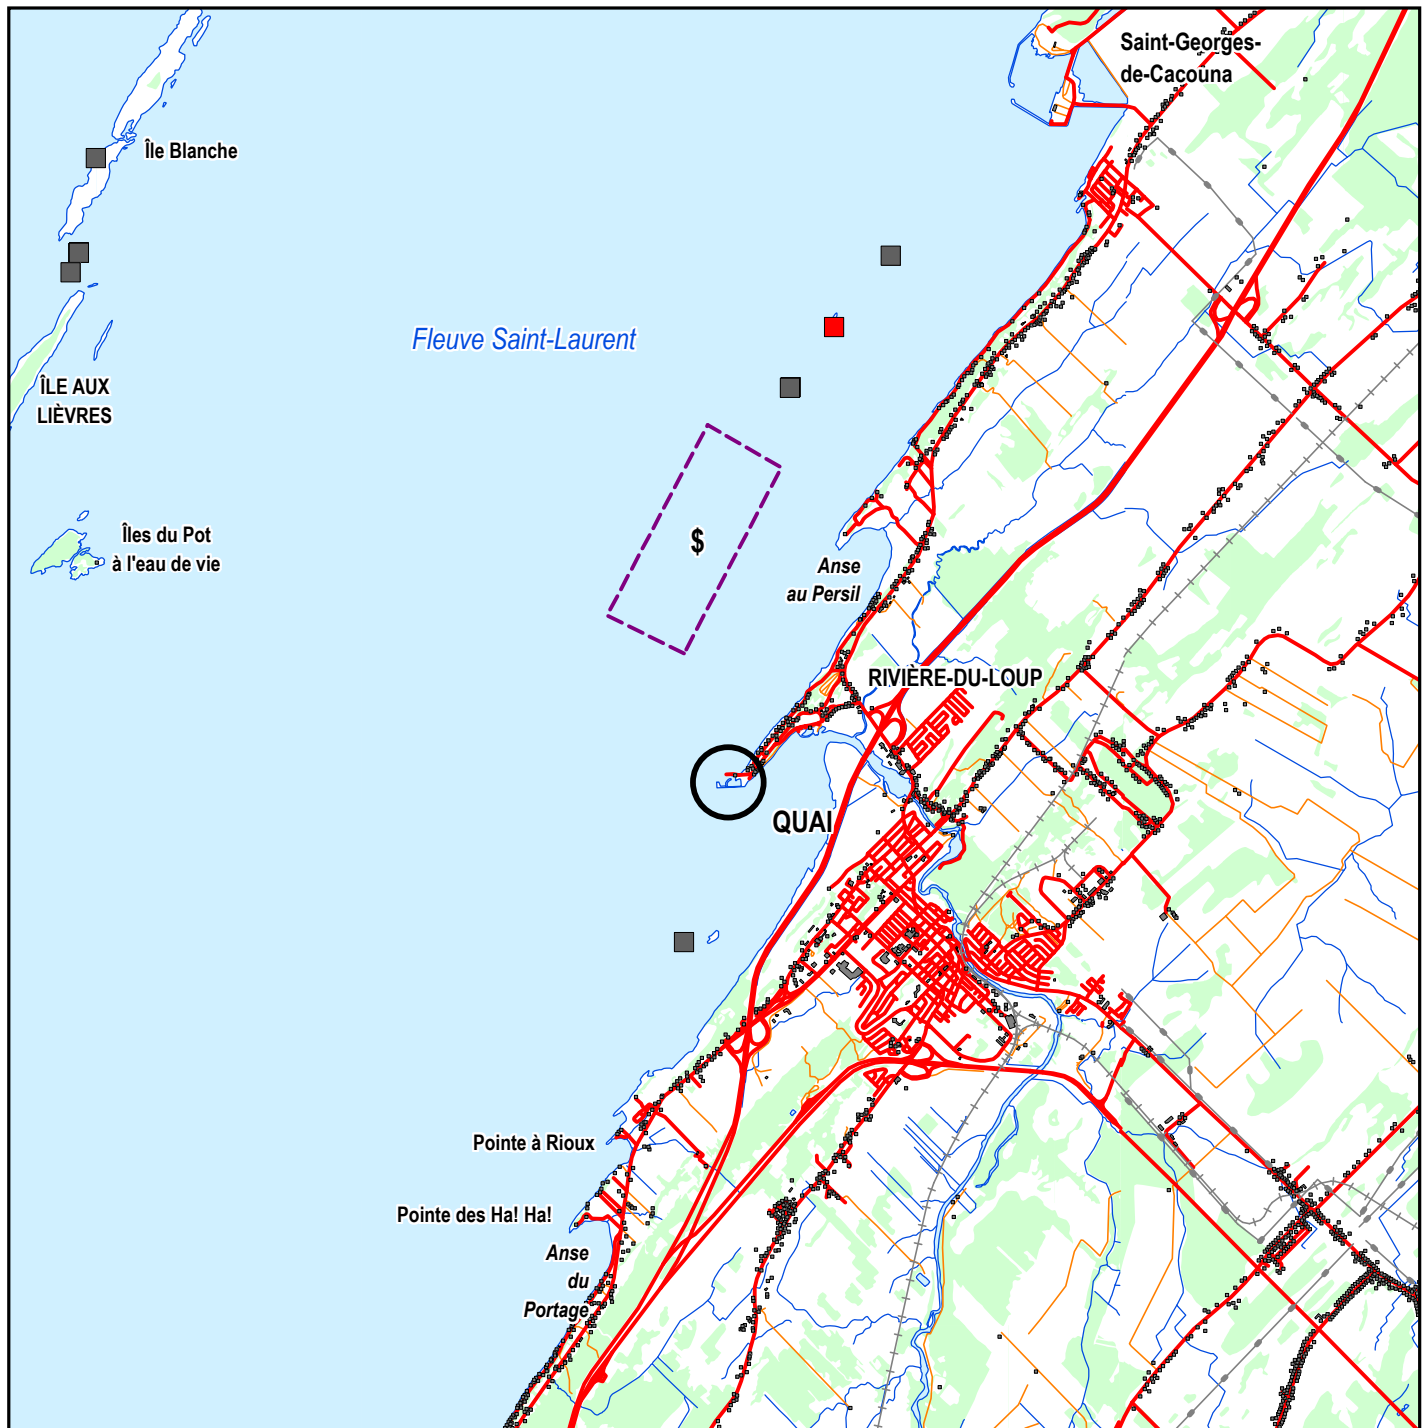 Saint-Georges-
de-Cacouna
Île Blanche
Fleuve Saint-Laurent
ÎLE AUX
LIÈVRES
Îles du Pot
à l'eau de vie
$
Anse
au Persil
RIVIÈRE-DU-LOUP
QUAI
Pointe à Rioux
Pointe des Ha! Ha!
Anse
du
Portage